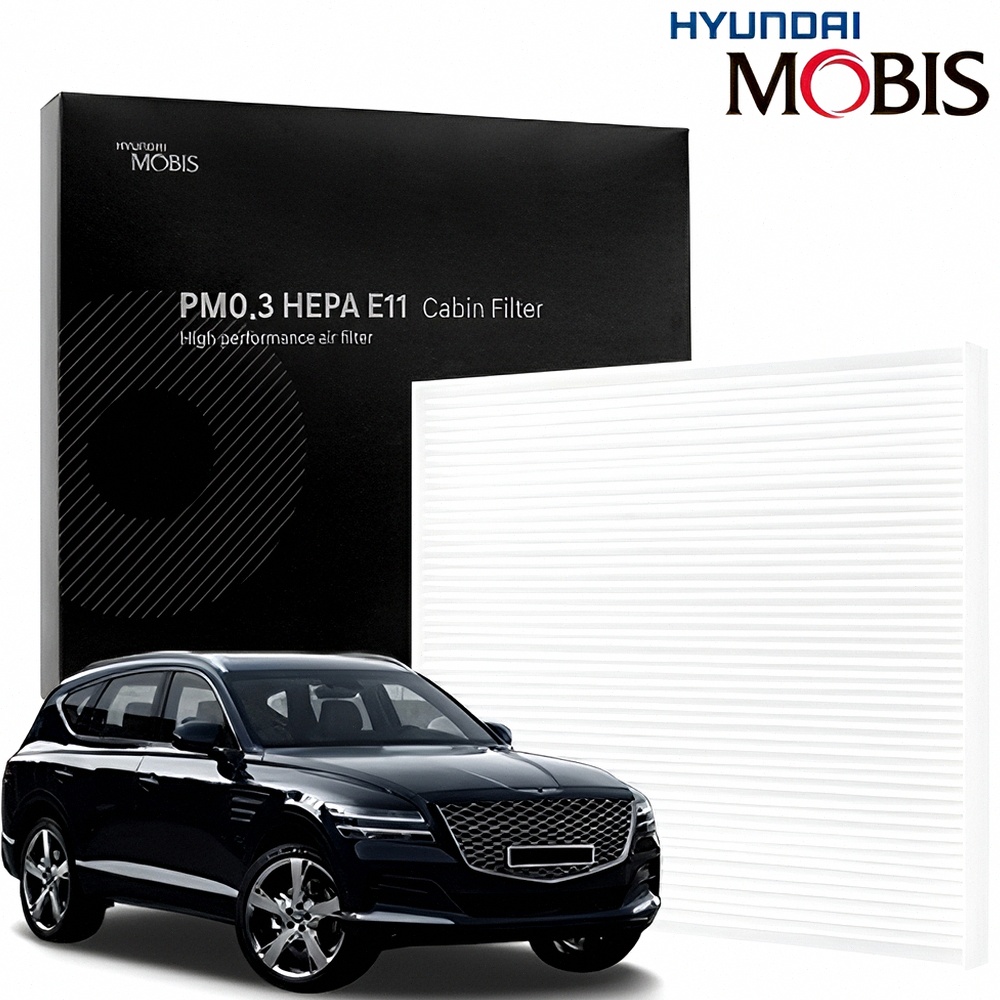 HYUNDAI
MOBIS
HYUNDAI
MOBIS
PM0.3 HEPA E11 Cabin Filter
High performance air filter